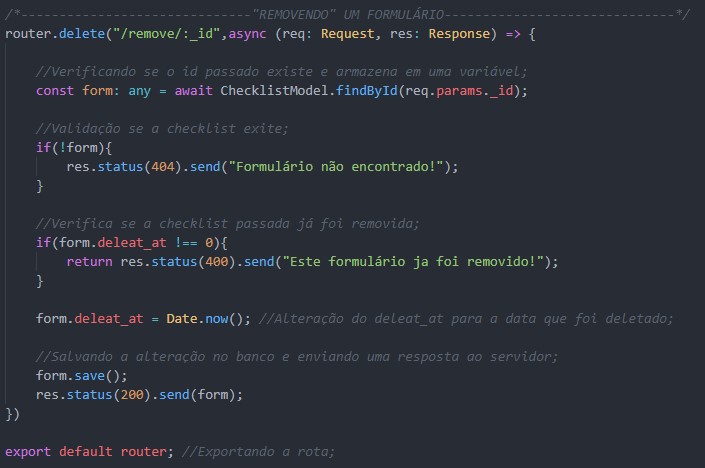 /*------------------------------"REMOVENDO" UM FORMULÁRIO------------------------------*/
router.delete("/remove/:_id",async (req: Request, res: Response) => {
//Verificando se o id passado existe e armazena em uma variável;
const form: any = await ChecklistModel.findById(req.params._id);
//Validação se a checklist exite;
if(!form){
res.status(404).send("Formulário não encontrado!");
}
//Verifica se a checklist passada já foi removida;
if(form.deleat_at !== 0){
return res.status(400).send("Este formulário ja foi removido!");
}
form.deleat_at = Date.now(); //Alteração do deleat_at para a data que foi deletado;
//Salvando a alteração no banco e enviando uma resposta ao servidor;
form.save();
res.status(200).send(form);
})
export default router; //Exportando a rota;